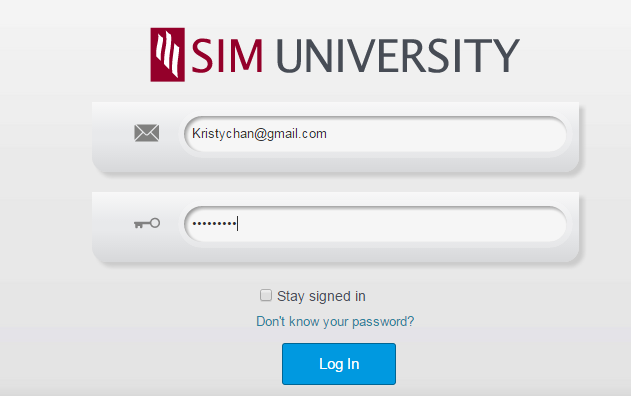 SIM UNIVERSITY
Kristychan@gmail.com
•••••••••
Stay signed in
Don't know your password?
Log In